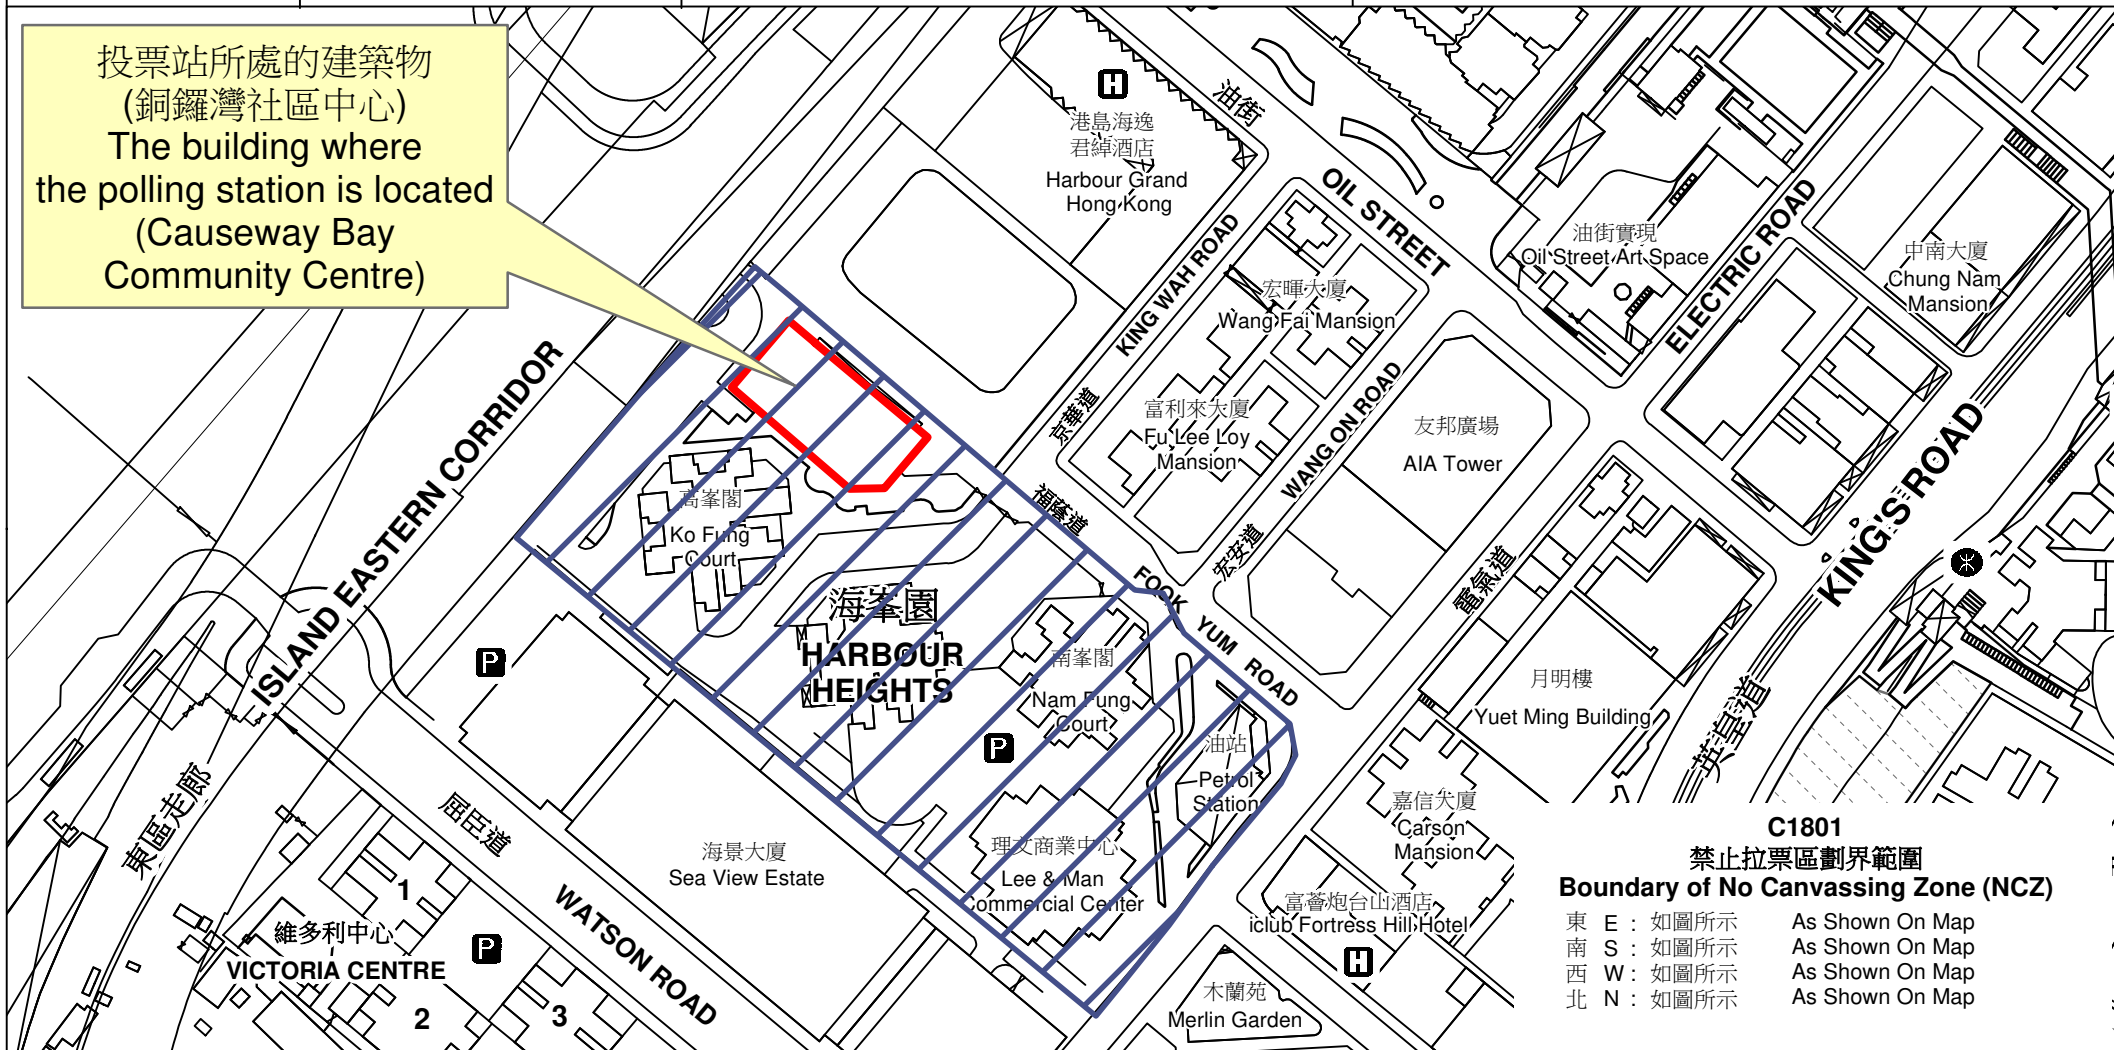 投票站所處的建築物
(銅鑼灣社區中心)
The building where
the polling station is located
(Causeway Bay
Community Centre)
H
港島海逸
君綽酒店
Harbour Grand
Hong Kong
油街
OIL STREET
KING WAH ROAD
京華道
宏暉大廈
Wang Fai Mansion
油街實現
Oil Street Art Space
ELECTRIC ROAD
中南大廈
Chung Nam
Mansion
富利來大廈
Fu Lee Loy
Mansion
WANG ON ROAD
宏安道
友邦廣場
AIA Tower
KING'S ROAD
英皇道
電氣道
ISLAND EASTERN CORRIDOR
東區走廊
高峯閣
Ko Fung
Court
福蔭道
FOOK YUM ROAD
海峯園
HARBOUR
HEIGHTS
南峯閣
Nam Fung
Court
P
P
油站
Petrol
Station
月明樓
Yuet Ming Building
嘉信大廈
Carson
Mansion
理文商業中心
Lee & Man
Commercial Center
富薈炮台山酒店
iclub Fortress Hill Hotel
H
木蘭苑
Merlin Garden
海景大廈
Sea View Estate
屈臣道
WATSON ROAD
維多利中心
VICTORIA CENTRE
1
2
3
P
C1801
禁止拉票區劃界範圍
Boundary of No Canvassing Zone (NCZ)
東 E : 如圖所示 As Shown On Map
南 S : 如圖所示 As Shown On Map
西 W : 如圖所示 As Shown On Map
北 N : 如圖所示 As Shown On Map